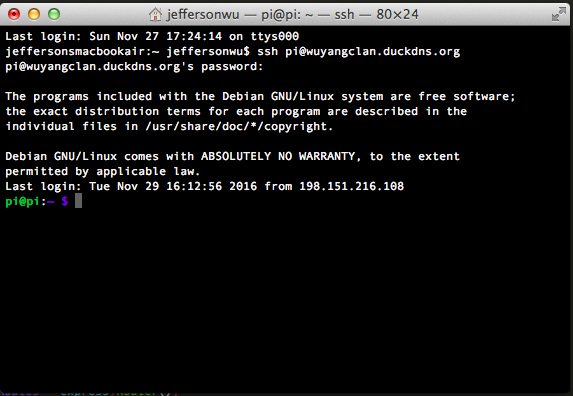 jeffersonwu — pi@pi: ~ — ssh — 80×24
Last login: Sun Nov 27 17:24:14 on ttys000
jeffersonsmacbookair:~ jeffersonwu$ ssh pi@wuyangclan.duckdns.org
pi@wuyangclan.duckdns.org's password:
The programs included with the Debian GNU/Linux system are free software;
the exact distribution terms for each program are described in the
individual files in /usr/share/doc/*/copyright.
Debian GNU/Linux comes with ABSOLUTELY NO WARRANTY, to the extent
permitted by applicable law.
Last login: Tue Nov 29 16:12:56 2016 from 198.151.216.108
pi@pi:~ $